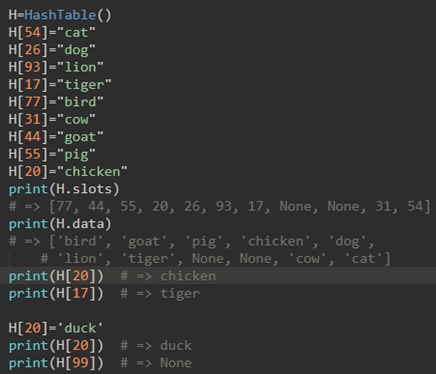 H=HashTable()
H[54]="cat"
H[26]="dog"
H[93]="lion"
H[17]="tiger"
H[77]="bird"
H[31]="cow"
H[44]="goat"
H[55]="pig"
H[20]="chicken"
print(H.slots)
# => [77, 44, 55, 20, 26, 93, 17, None, None, 31, 54]
print(H.data)
# => ['bird', 'goat', 'pig', 'chicken', 'dog',
    # 'lion', 'tiger', None, None, 'cow', 'cat']
print(H[20])  # => chicken
print(H[17])  # => tiger

H[20]='duck'
print(H[20])  # => duck
print(H[99])  # => None